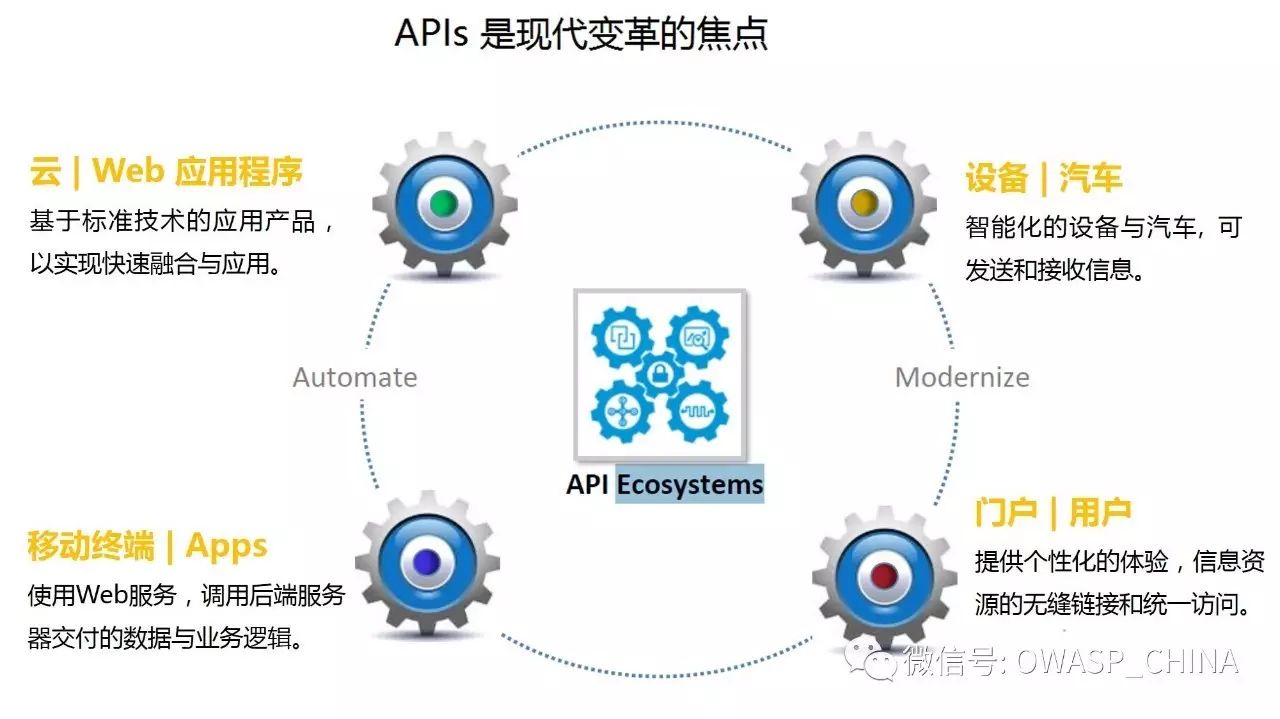 APIs 是现代变革的焦点
云 | Web 应用程序
基于标准技术的应用产品，
以实现快速融合与应用。
设备 | 汽车
智能化的设备与汽车, 可
发送和接收信息。
Automate
Modernize
API Ecosystems
移动终端 | Apps
使用Web服务，调用后端服务
器交付的数据与业务逻辑。
门户 | 用户
提供个性化的体验，信息资
源的无缝链接和统一访问。
微信号: OWASP_CHINA